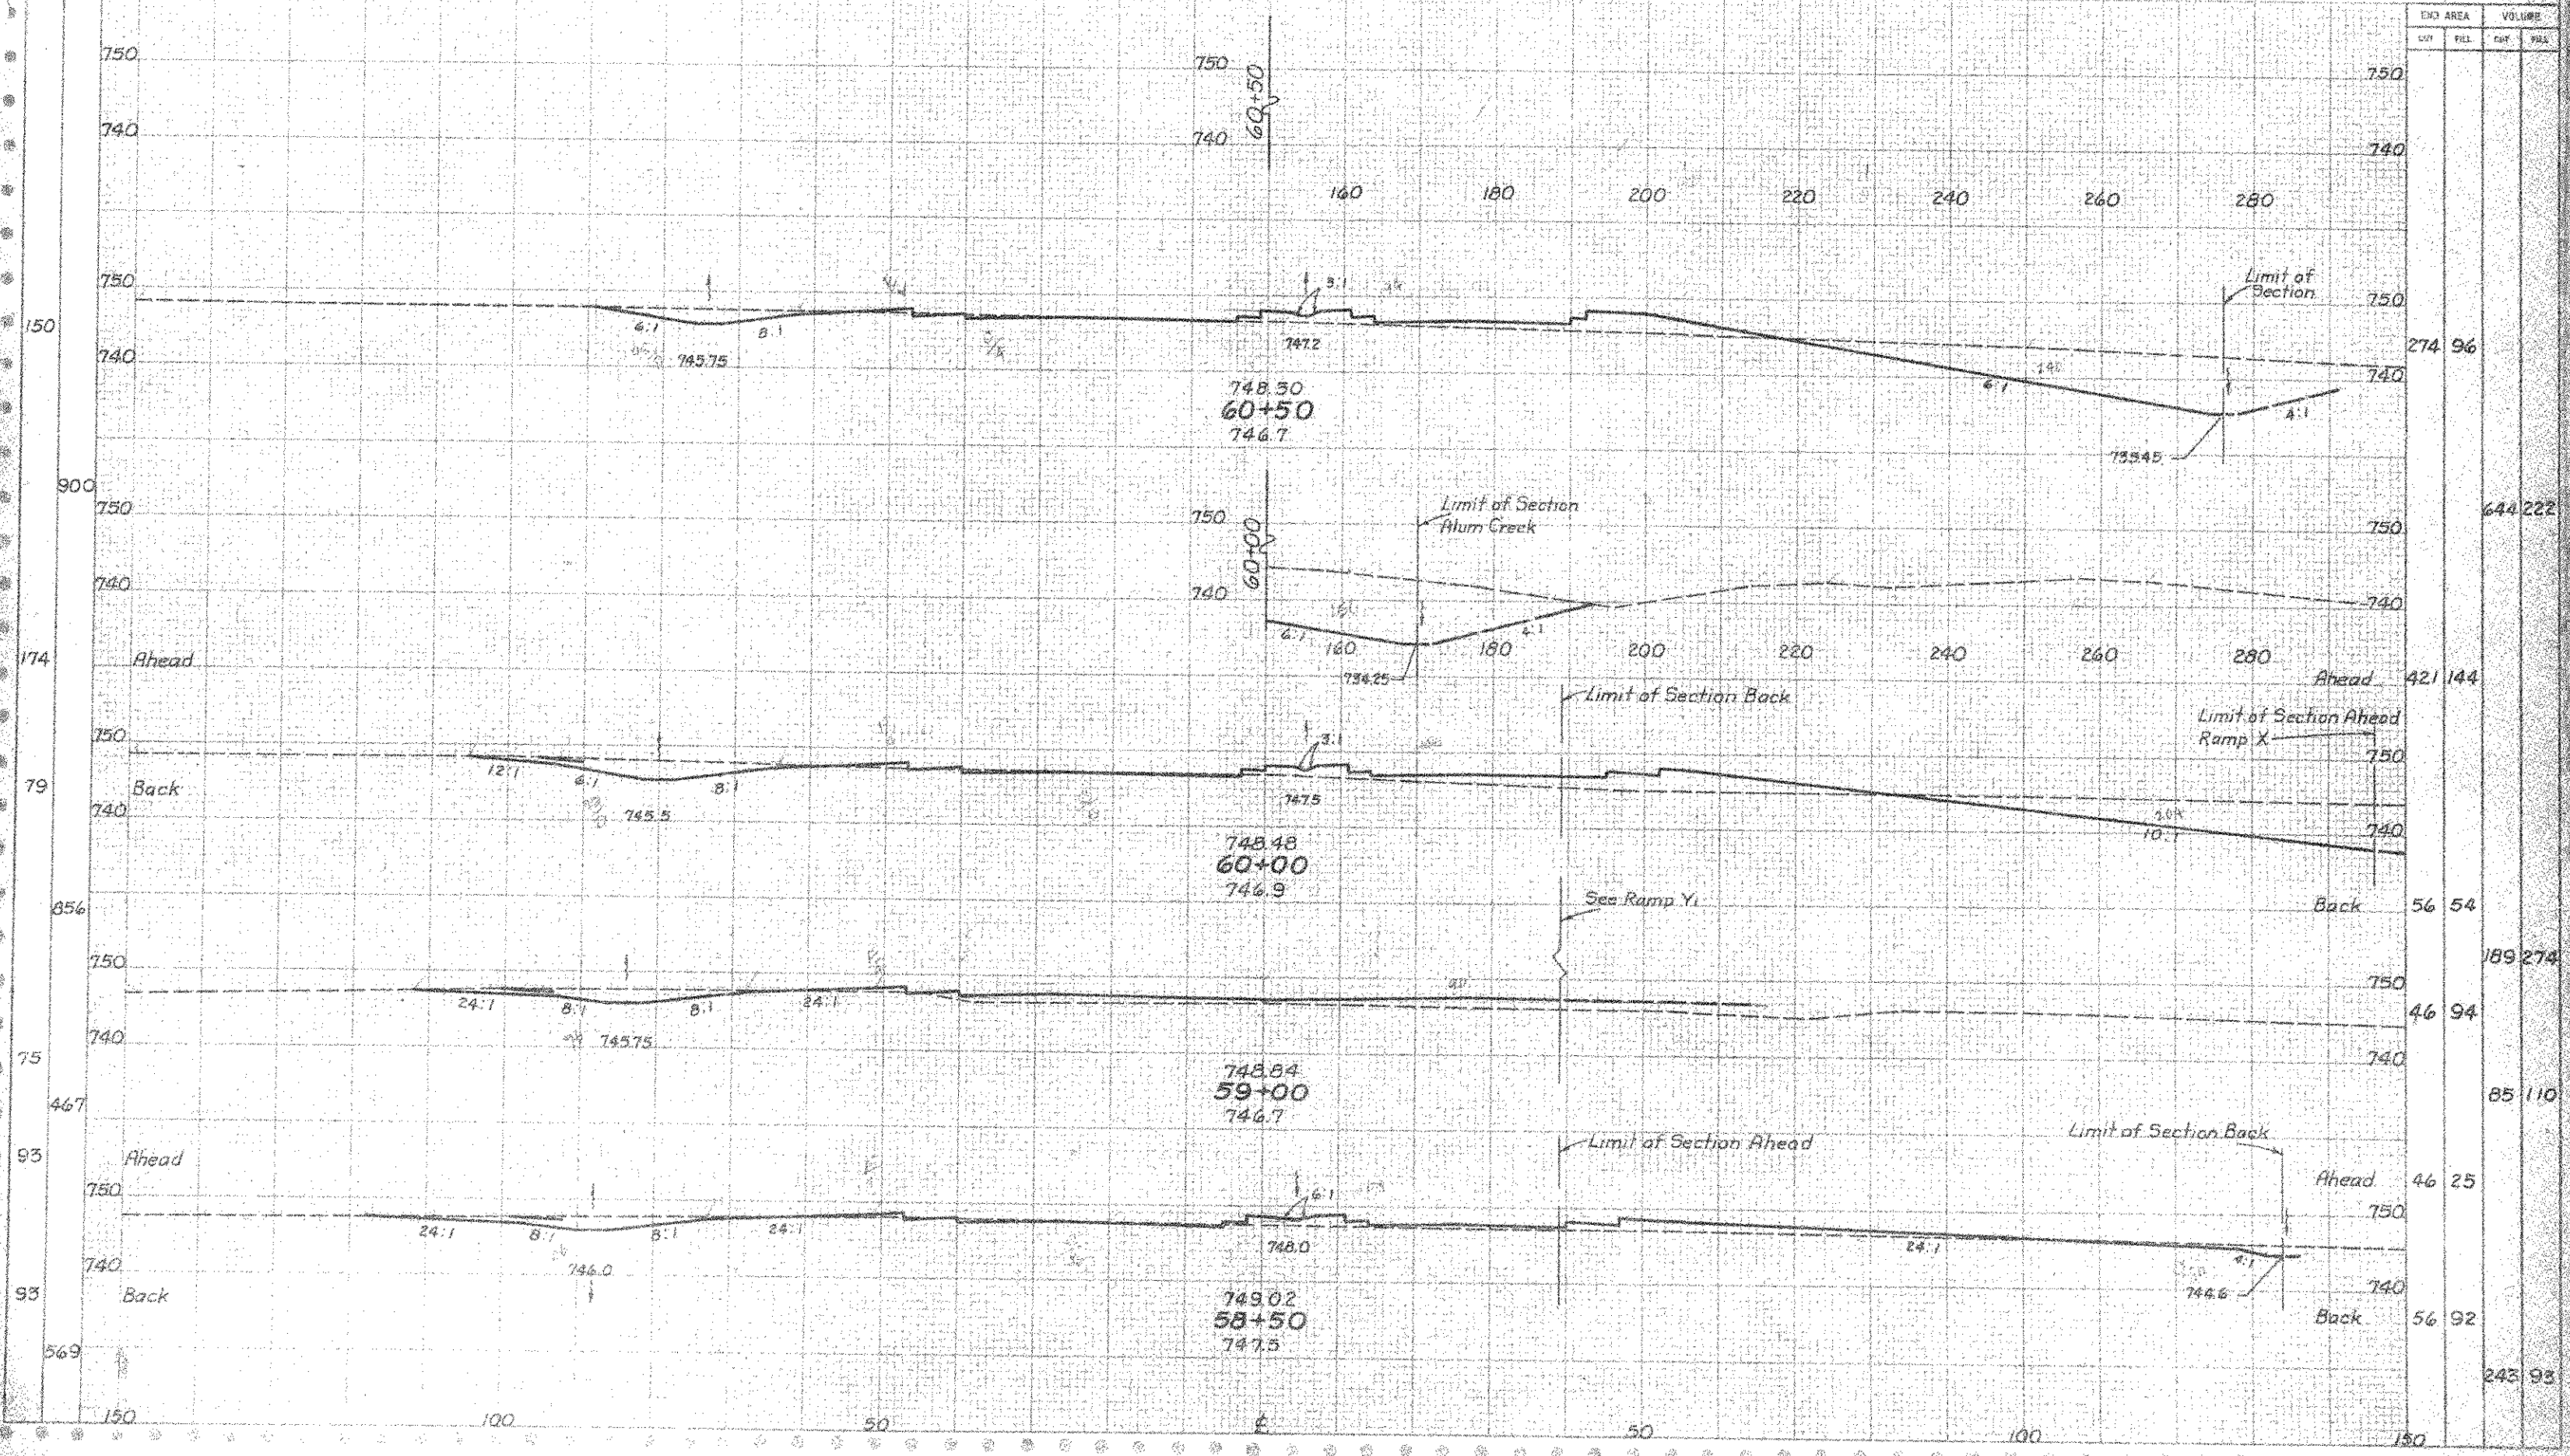 END AREA VOLUME
CUT FILL CUT FILL
750 750 750
60+50
740 740 740
160 180 200 220 240 260 280
Limit of
Section
750 3:1 750
150 6:1 8:1
745.75 747.2 274 96
740 6:1 740
748.30 4:1
60+50
746.7
735.45
900
750 750 Limit of Section 750
Alum Creek
644 222
60+00
740 740 740
6:1 4:1
160 180 200 220 240 260 280
174 Ahead
734.25 Ahead 421 144
Limit of Section Back
Limit of Section Ahead
Ramp X
750 3:1 750
12:1 6:1 8:1
79 Back
745.5 747.5
740 10:1 740
748.48
60+00
746.9
856 See Ramp Y₁ Back 56 54
189 274
750 750
24:1 8:1 8:1 24:1 46 94
740 745.75 740
75 748.84
59+00
746.7
467 85 110
93 Ahead Limit of Section Ahead Limit of Section Back
Ahead 46 25
750 6:1 750
24:1 8:1 8:1 24:1 748.0 24:1 4:1
740 746.0 744.6 740
93 Back 749.02
58+50 Back 56 92
747.5
569
243 93
150 100 50 ℄ 50 100 150